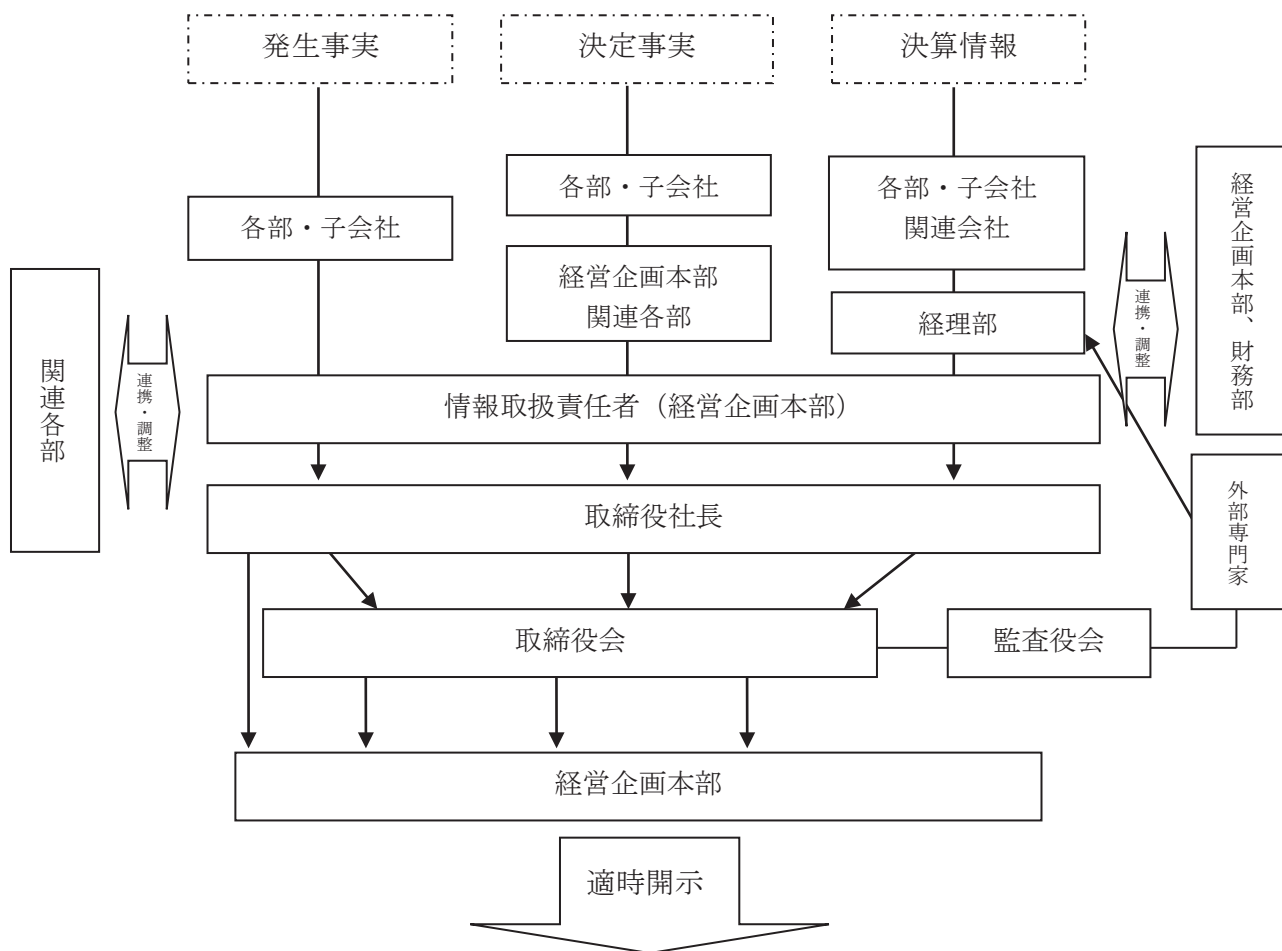 発生事実
決定事実
決算情報
各部・子会社
各部・子会社
各部・子会社
関連会社
経営企画本部
関連各部
経理部
経営企画本部、財務部
連携・調整
関連各部
連携・調整
情報取扱責任者（経営企画本部）
取締役社長
外部専門家
取締役会
監査役会
経営企画本部
適時開示